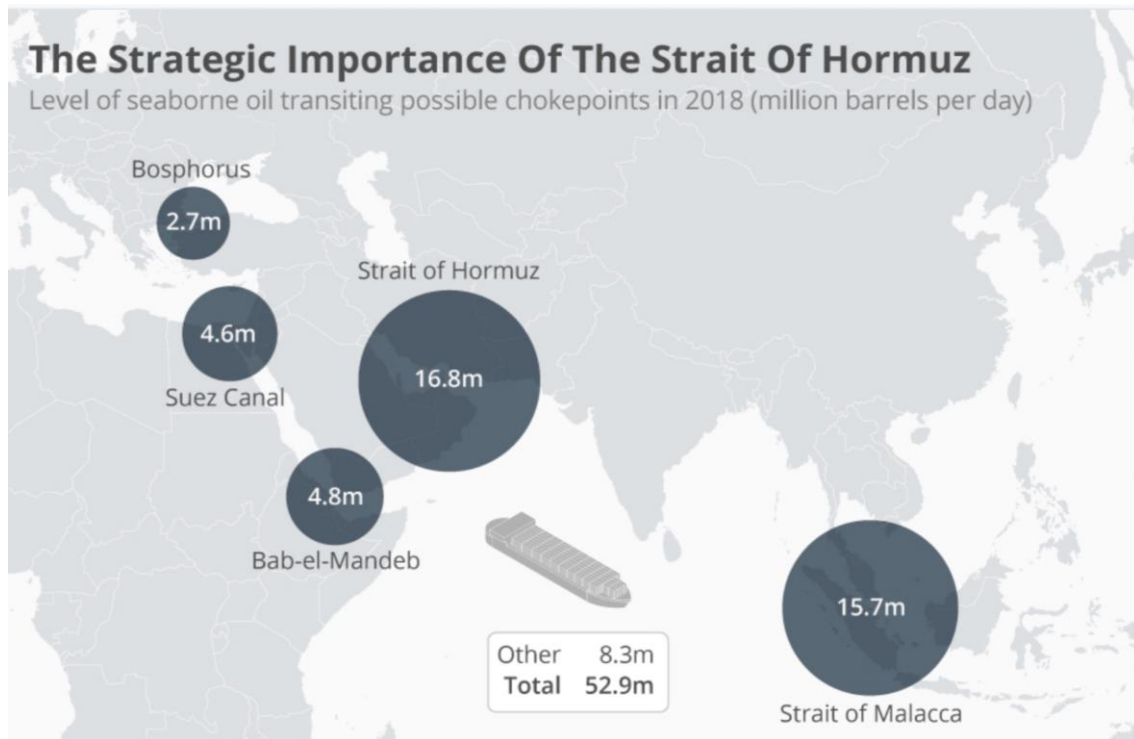 The Strategic Importance Of The Strait Of Hormuz
Level of seaborne oil transiting possible chokepoints in 2018 (million barrels per day)
Bosphorus
2.7m
Strait of Hormuz
16.8m
4.6m
Suez Canal
4.8m
Bab-el-Mandeb
15.7m
Strait of Malacca
Other 8.3m
Total 52.9m